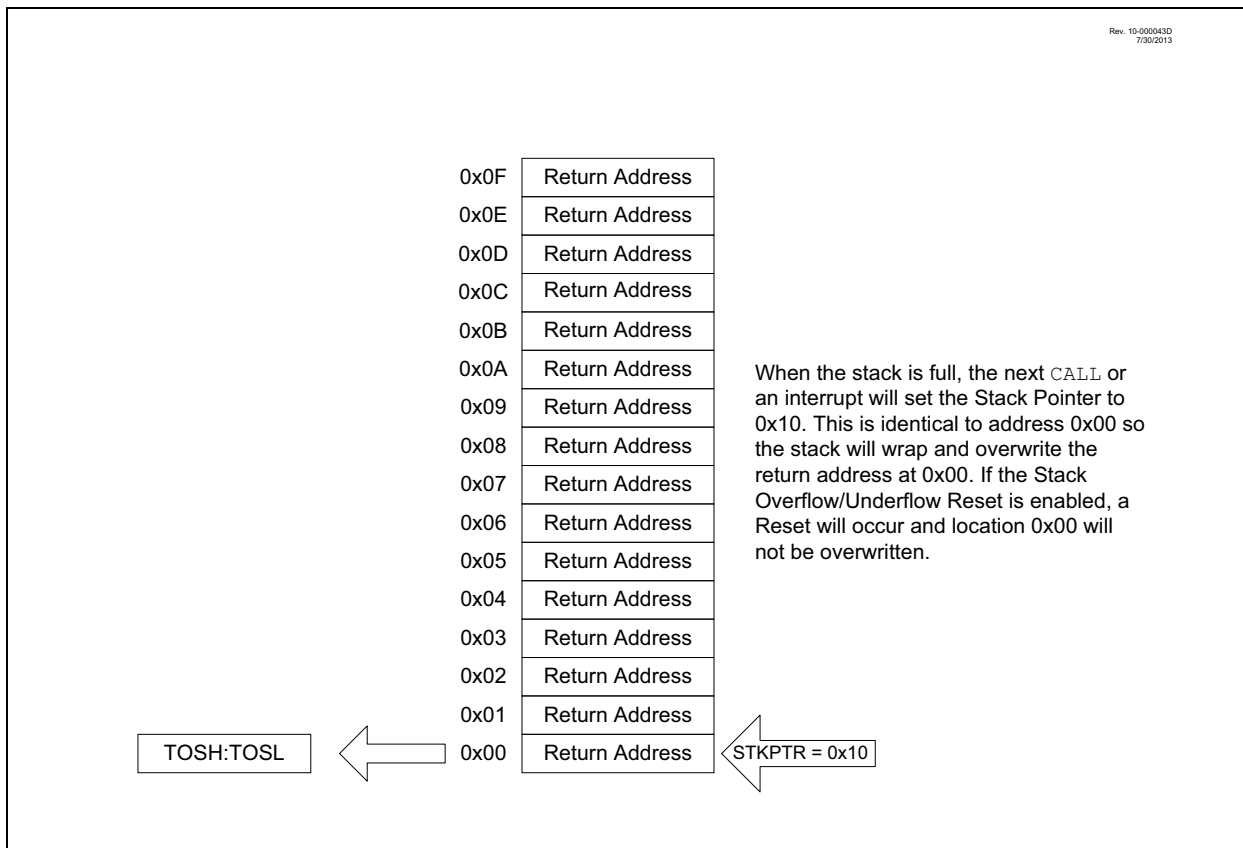 Rev. 10-000043D
7/30/2013
0x0F Return Address
0x0E Return Address
0x0D Return Address
0x0C Return Address
0x0B Return Address
0x0A Return Address
0x09 Return Address
0x08 Return Address
0x07 Return Address
0x06 Return Address
0x05 Return Address
0x04 Return Address
0x03 Return Address
0x02 Return Address
0x01 Return Address
TOSH:TOSL 0x00 Return Address STKPTR = 0x10
When the stack is full, the next CALL or
an interrupt will set the Stack Pointer to
0x10. This is identical to address 0x00 so
the stack will wrap and overwrite the
return address at 0x00. If the Stack
Overflow/Underflow Reset is enabled, a
Reset will occur and location 0x00 will
not be overwritten.